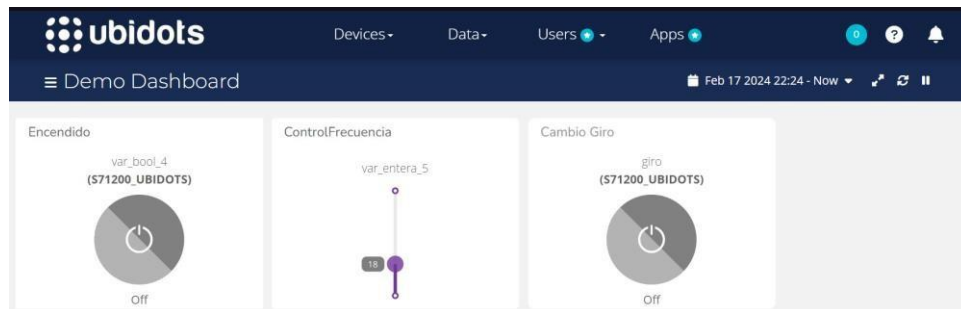 ubidots Devices Data Users Apps 0 ?
Demo Dashboard Feb 17 2024 22:24 - Now
Encendido ControlFrecuencia Cambio Giro
var_bool_4 var_entera_5 giro
(S71200_UBIDOTS) (S71200_UBIDOTS)
18
Off Off